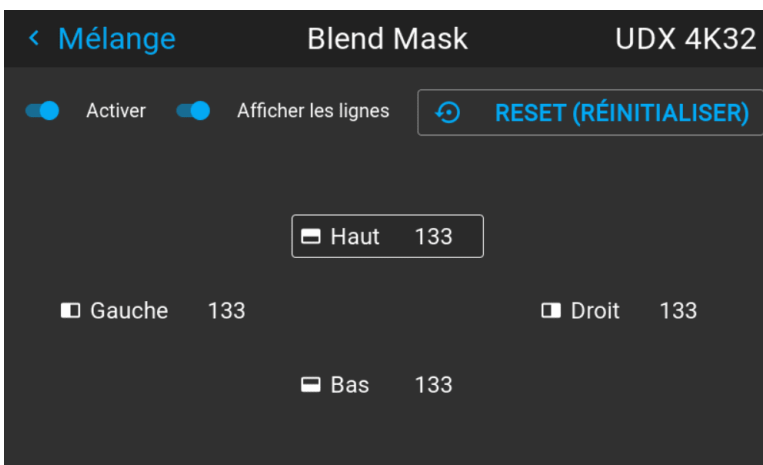 Mélange Blend Mask UDX 4K32
Activer Afficher les lignes RESET (RÉINITIALISER)
Haut 133
Gauche 133 Droit 133
Bas 133